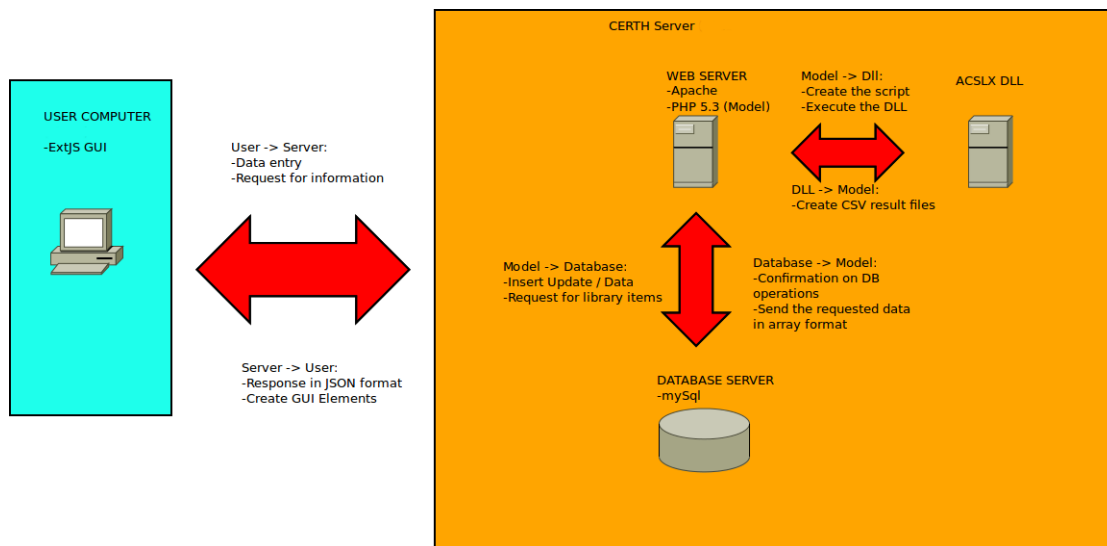 CERTH Server
USER COMPUTER
-ExtJS GUI
User -> Server:
-Data entry
-Request for information
Server -> User:
-Response in JSON format
-Create GUI Elements
WEB SERVER
-Apache
-PHP 5.3 (Model)
Model -> Dll:
-Create the script
-Execute the DLL
ACSLX DLL
DLL -> Model:
-Create CSV result files
Model -> Database:
-Insert Update / Data
-Request for library items
Database -> Model:
-Confirmation on DB
operations
-Send the requested data
in array format
DATABASE SERVER
-mySql